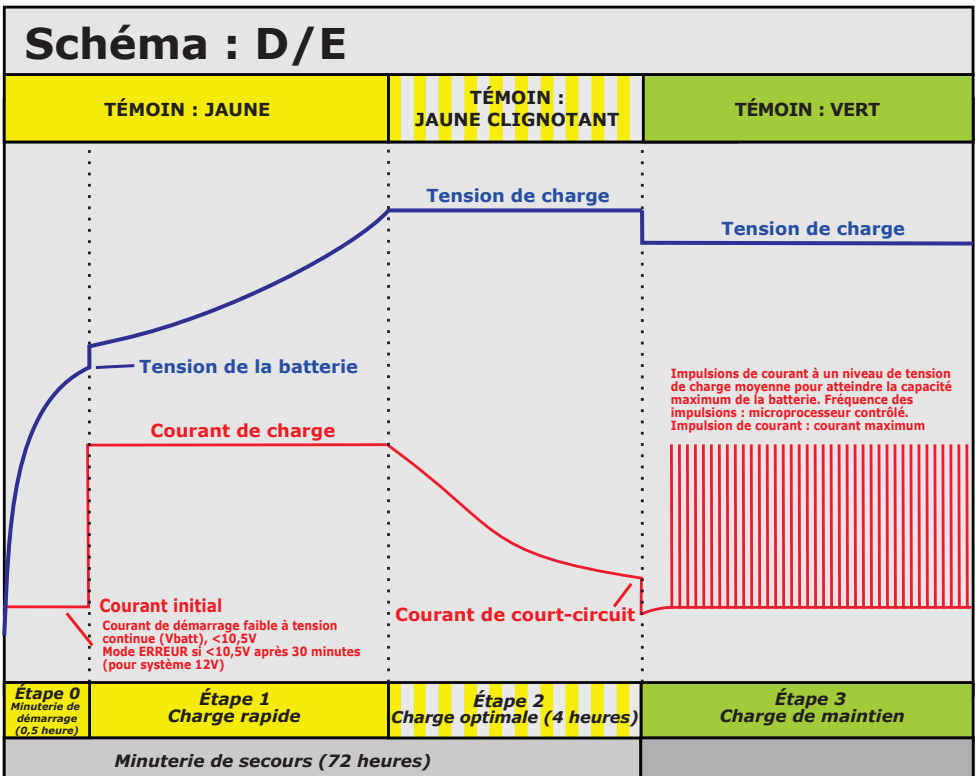 Schéma : D/E
TÉMOIN : JAUNE
TÉMOIN :
JAUNE CLIGNOTANT
TÉMOIN : VERT
Tension de charge
Tension de charge
Tension de la batterie
Impulsions de courant à un niveau de tension
de charge moyenne pour atteindre la capacité
maximum de la batterie. Fréquence des
impulsions : microprocesseur contrôlé.
Impulsion de courant : courant maximum
Courant de charge
Courant initial
Courant de démarrage faible à tension
continue (Vbatt), <10,5V
Mode ERREUR si <10,5V après 30 minutes
(pour système 12V)
Courant de court-circuit
Étape 0
Minuterie de
démarrage
(0,5 heure)
Étape 1
Charge rapide
Étape 2
Charge optimale (4 heures)
Étape 3
Charge de maintien
Minuterie de secours (72 heures)